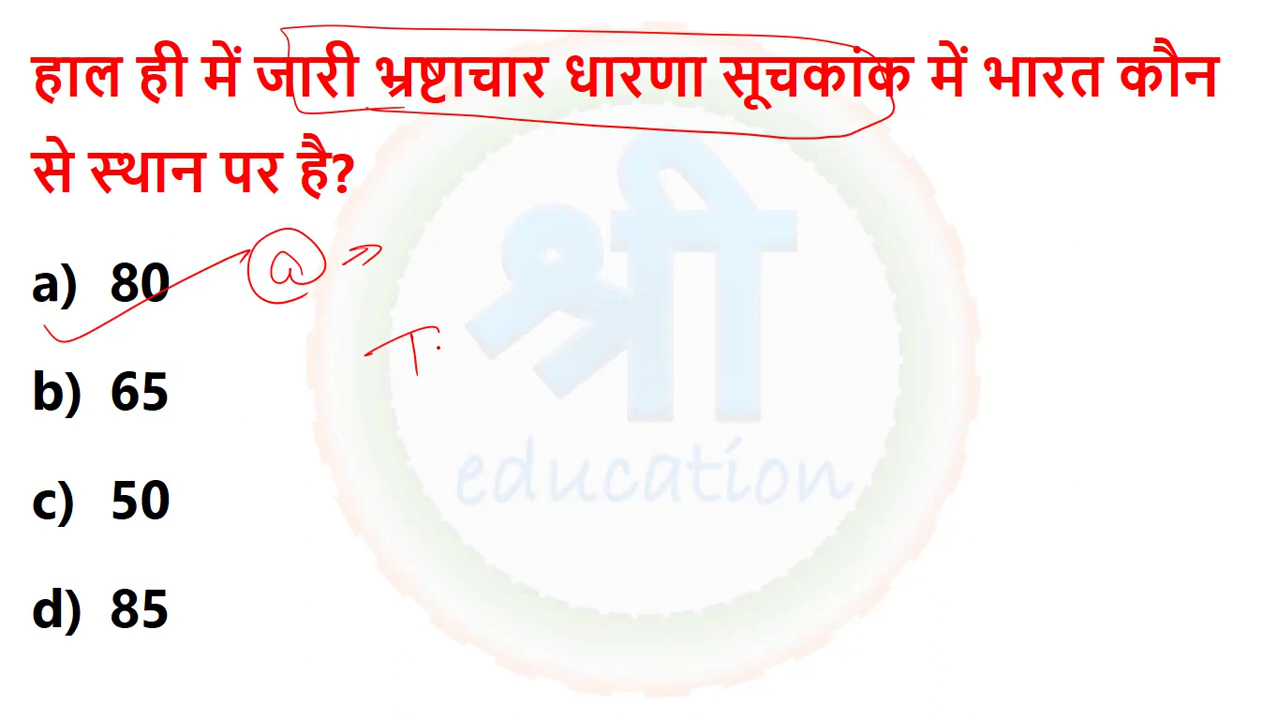 हाल ही में जारी भ्रष्टाचार धारणा सूचकांक में भारत कौन
से स्थान पर है?
a) 80
a
T.
b) 65
c) 50
d) 85
श्री
education